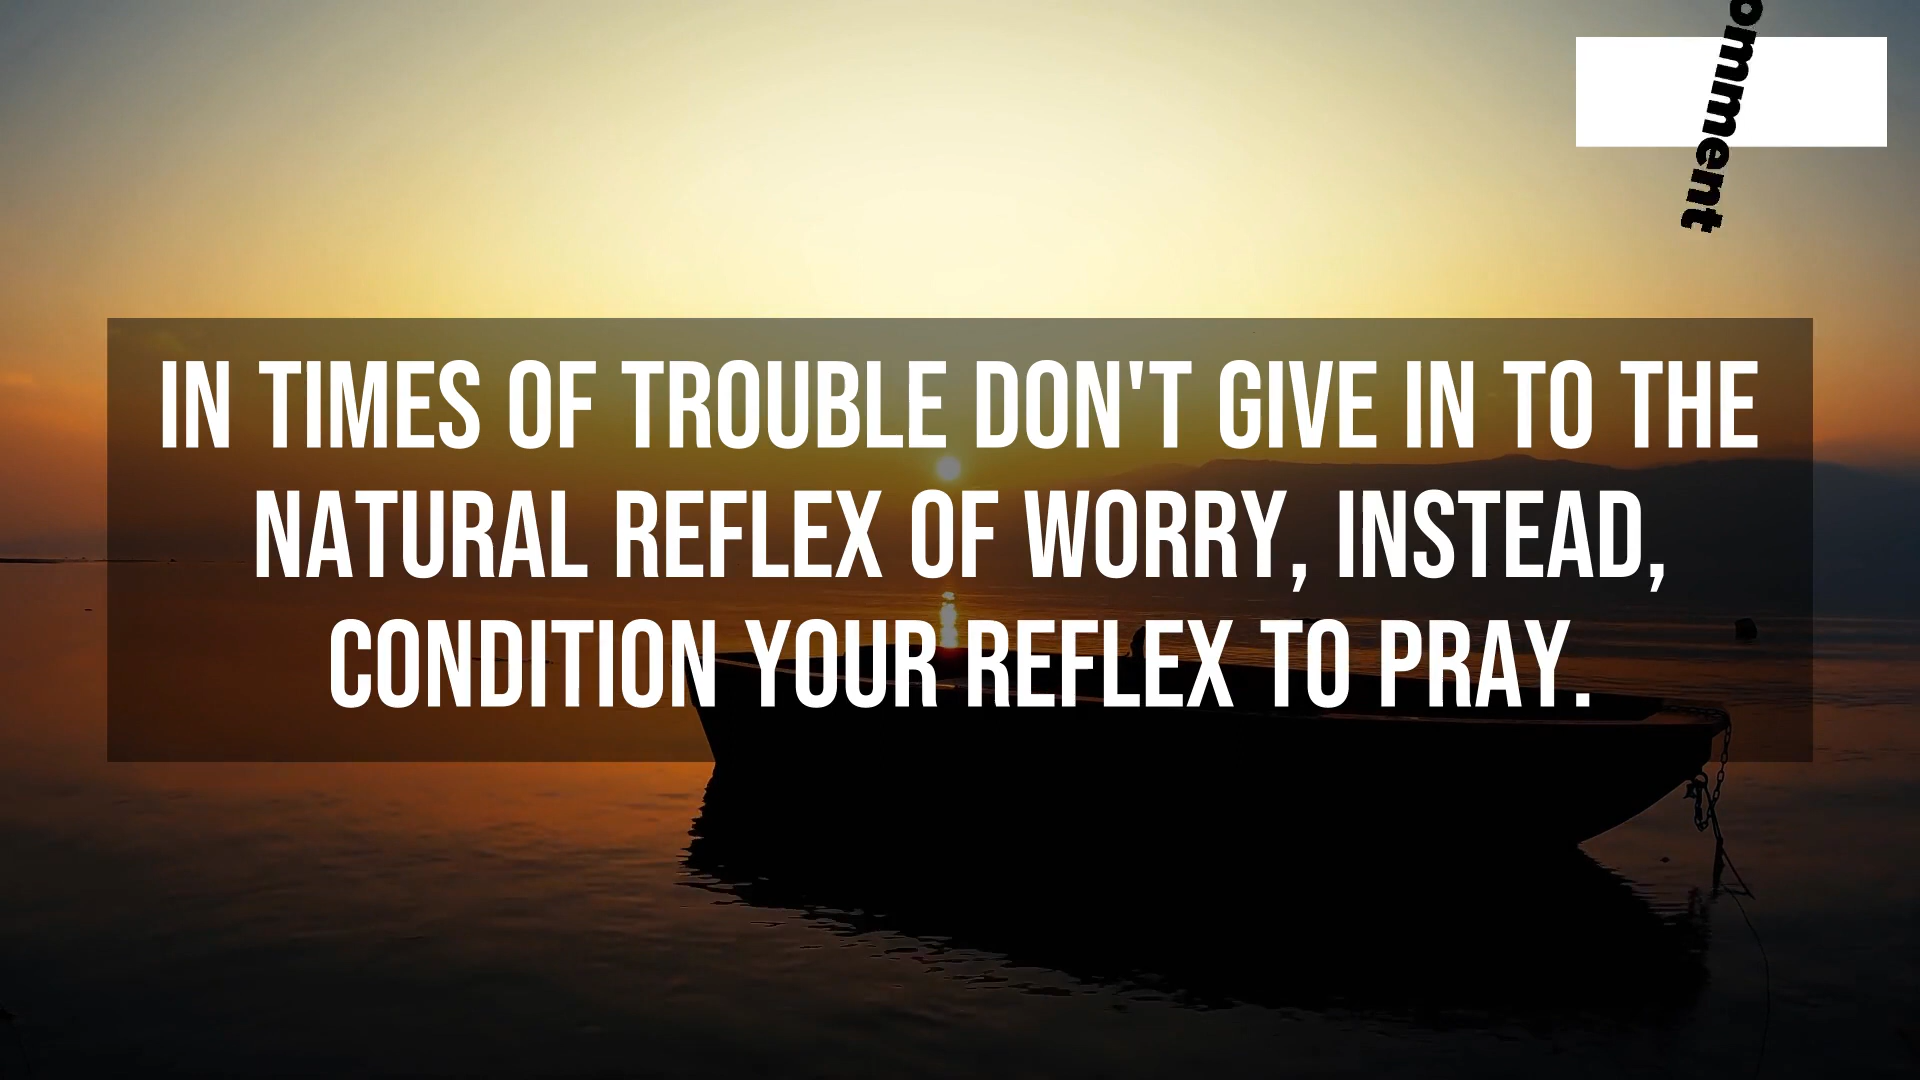 omment
IN TIMES OF TROUBLE DON'T GIVE IN TO THE
NATURAL REFLEX OF WORRY, INSTEAD,
CONDITION YOUR REFLEX TO PRAY.